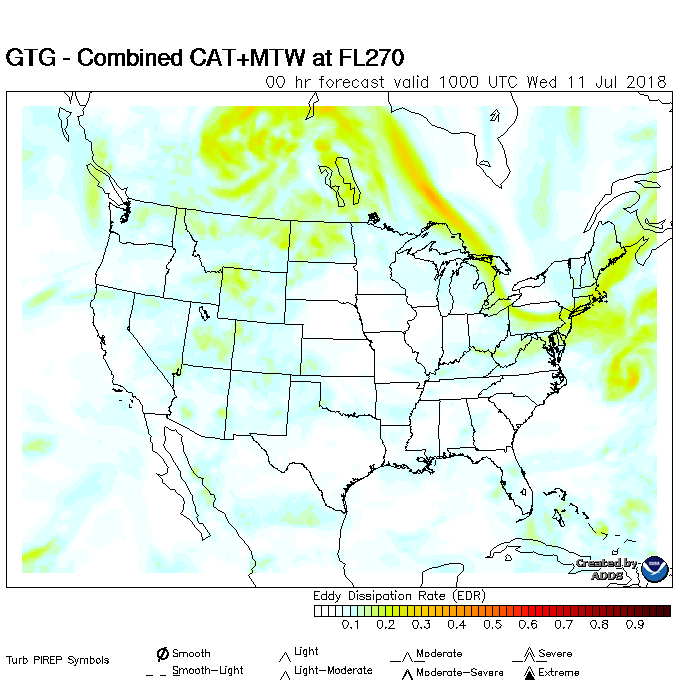 GTG - Combined CAT+MTW at FL270
00 hr forecast valid 1000 UTC Wed 11 Jul 2018
Created by
ADDS
Eddy Dissipation Rate (EDR)
0.1 0.2 0.3 0.4 0.5 0.6 0.7 0.8 0.9
Turb PIREP Symbols
Smooth Light Moderate Severe
Smooth-Light Light-Moderate Moderate-Severe Extreme